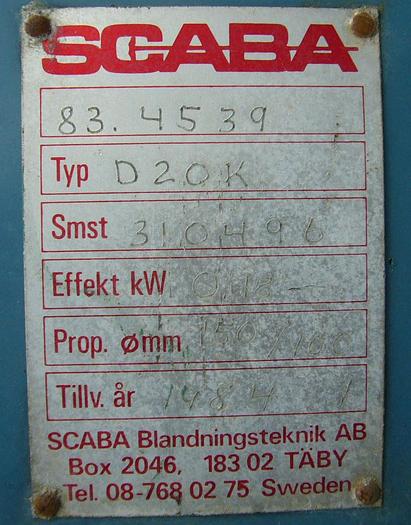 SCABA
83.4539
Typ D20K
Smst 310496
Effekt kW
Prop. ømm 150/
Tillv. år 1984
SCABA Blandningsteknik AB
Box 2046, 183 02 TÄBY
Tel. 08-768 02 75 Sweden